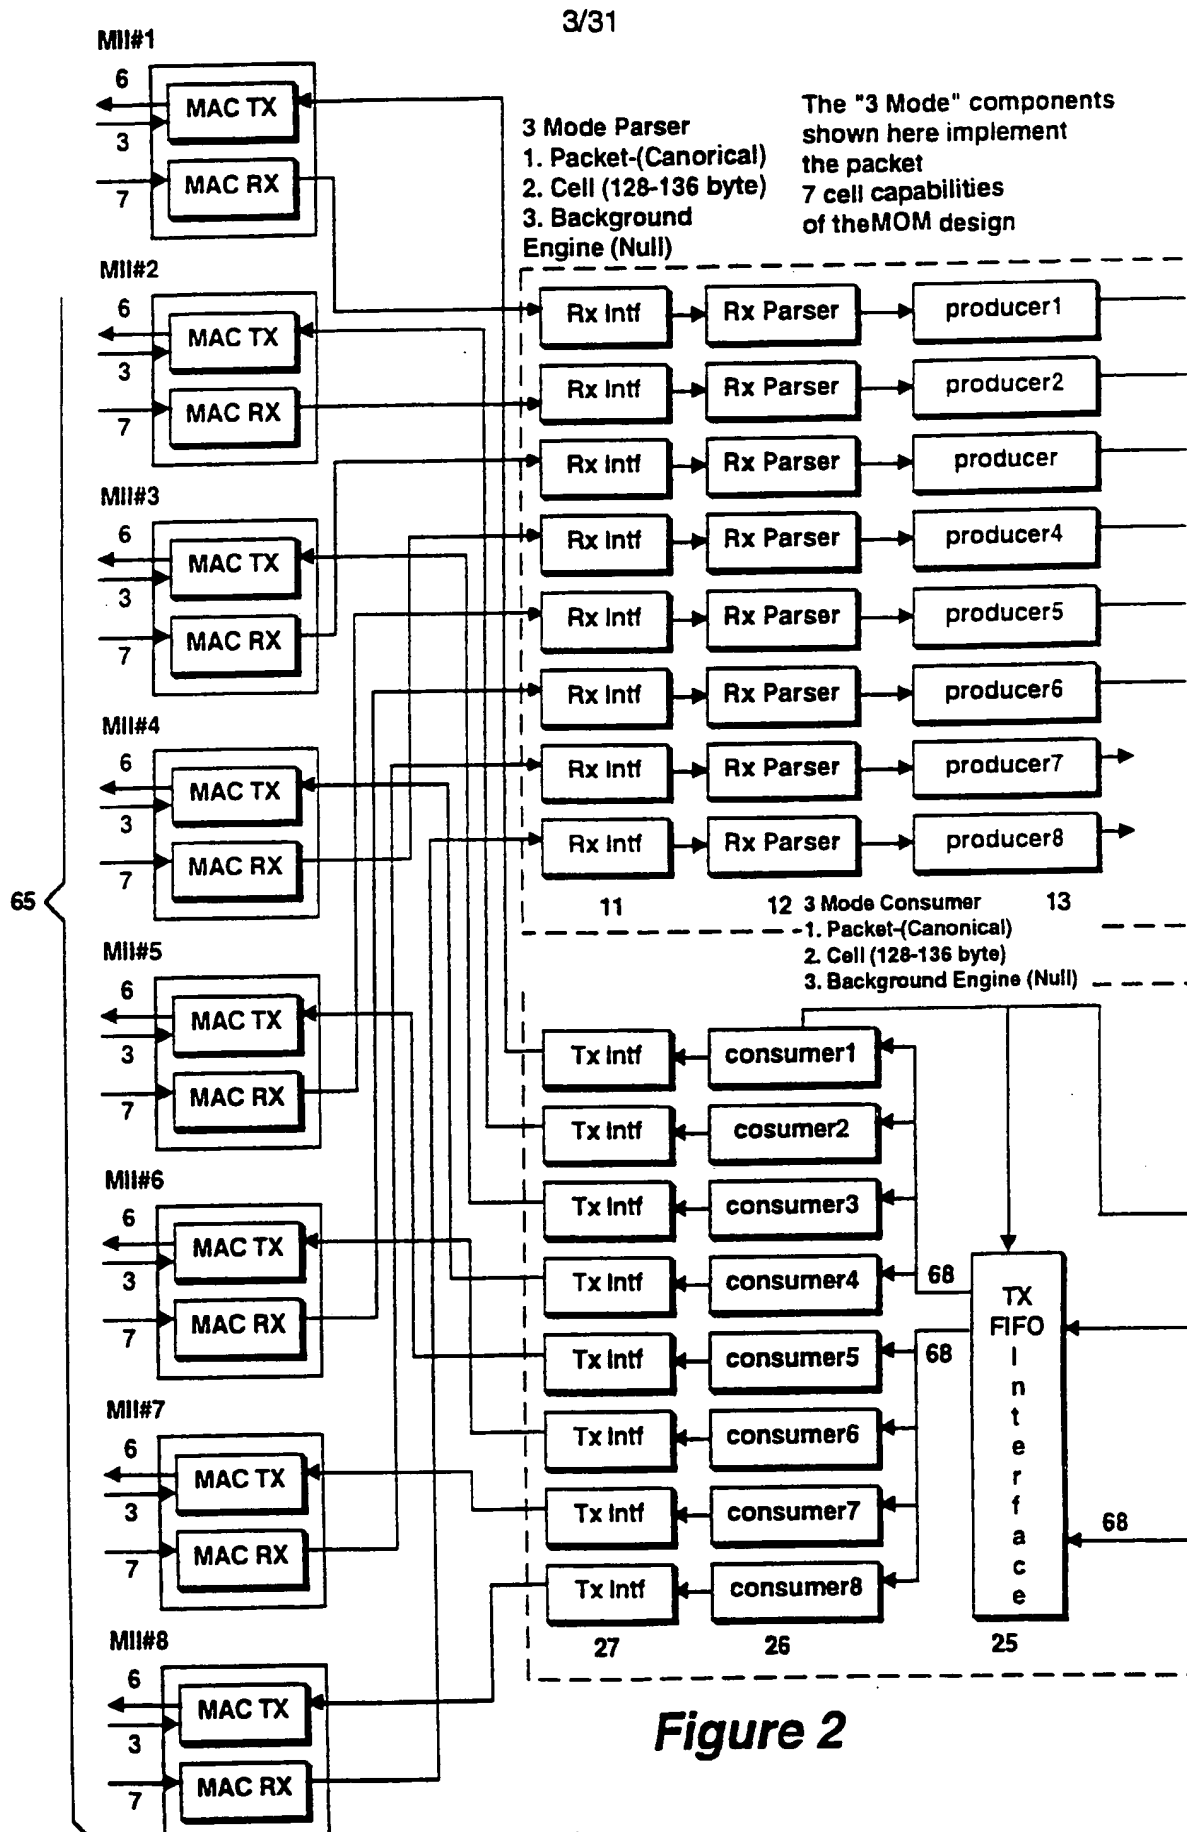 3/31
MII#1
6
MAC TX
3
MAC RX
7
3 Mode Parser
1. Packet-(Canorical)
2. Cell (128-136 byte)
3. Background
Engine (Null)
The "3 Mode" components
shown here implement
the packet
7 cell capabilities
of theMOM design
MII#2
6
MAC TX
3
MAC RX
7
MII#3
6
MAC TX
3
MAC RX
7
MII#4
6
MAC TX
3
MAC RX
7
65
MII#5
6
MAC TX
3
MAC RX
7
MII#6
6
MAC TX
3
MAC RX
7
MII#7
6
MAC TX
3
MAC RX
7
MII#8
6
MAC TX
3
MAC RX
7
Rx Intf Rx Parser producer1
Rx Intf Rx Parser producer2
Rx Intf Rx Parser producer
Rx Intf Rx Parser producer4
Rx Intf Rx Parser producer5
Rx Intf Rx Parser producer6
Rx Intf Rx Parser producer7
Rx Intf Rx Parser producer8
11 12 13
3 Mode Consumer
1. Packet-(Canonical)
2. Cell (128-136 byte)
3. Background Engine (Null)
Tx Intf consumer1
Tx Intf cosumer2
Tx Intf consumer3
Tx Intf consumer4
Tx Intf consumer5
Tx Intf consumer6
Tx Intf consumer7
Tx Intf consumer8
68
68
TX
FIFO
I
n
t
e
r
f
a
c
e
68
27 26 25
Figure 2